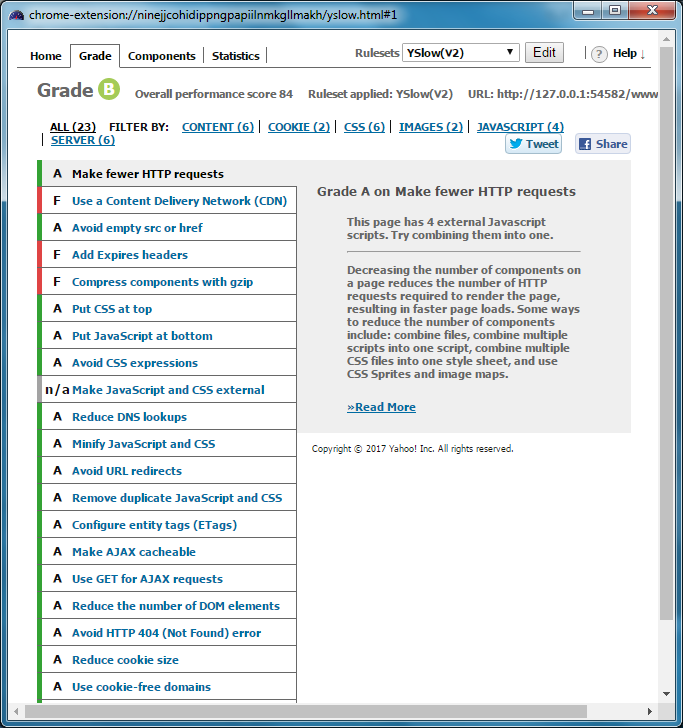 chrome-extension://ninejjcohidippngpapiilnmkgllmakh/yslow.html#1
Home Grade Components Statistics Rulesets YSlow(V2) Edit ? Help ↓
Grade B Overall performance score 84 Ruleset applied: YSlow(V2) URL: http://127.0.0.1:54582/www
ALL (23) FILTER BY: CONTENT (6) | COOKIE (2) | CSS (6) | IMAGES (2) | JAVASCRIPT (4)
| SERVER (6)
Tweet Share
A Make fewer HTTP requests
F Use a Content Delivery Network (CDN)
A Avoid empty src or href
F Add Expires headers
F Compress components with gzip
A Put CSS at top
A Put JavaScript at bottom
A Avoid CSS expressions
n/a Make JavaScript and CSS external
A Reduce DNS lookups
A Minify JavaScript and CSS
A Avoid URL redirects
A Remove duplicate JavaScript and CSS
A Configure entity tags (ETags)
A Make AJAX cacheable
A Use GET for AJAX requests
A Reduce the number of DOM elements
A Avoid HTTP 404 (Not Found) error
A Reduce cookie size
A Use cookie-free domains
Grade A on Make fewer HTTP requests
This page has 4 external Javascript
scripts. Try combining them into one.
Decreasing the number of components on
a page reduces the number of HTTP
requests required to render the page,
resulting in faster page loads. Some ways
to reduce the number of components
include: combine files, combine multiple
scripts into one script, combine multiple
CSS files into one style sheet, and use
CSS Sprites and image maps.
»Read More
Copyright © 2017 Yahoo! Inc. All rights reserved.